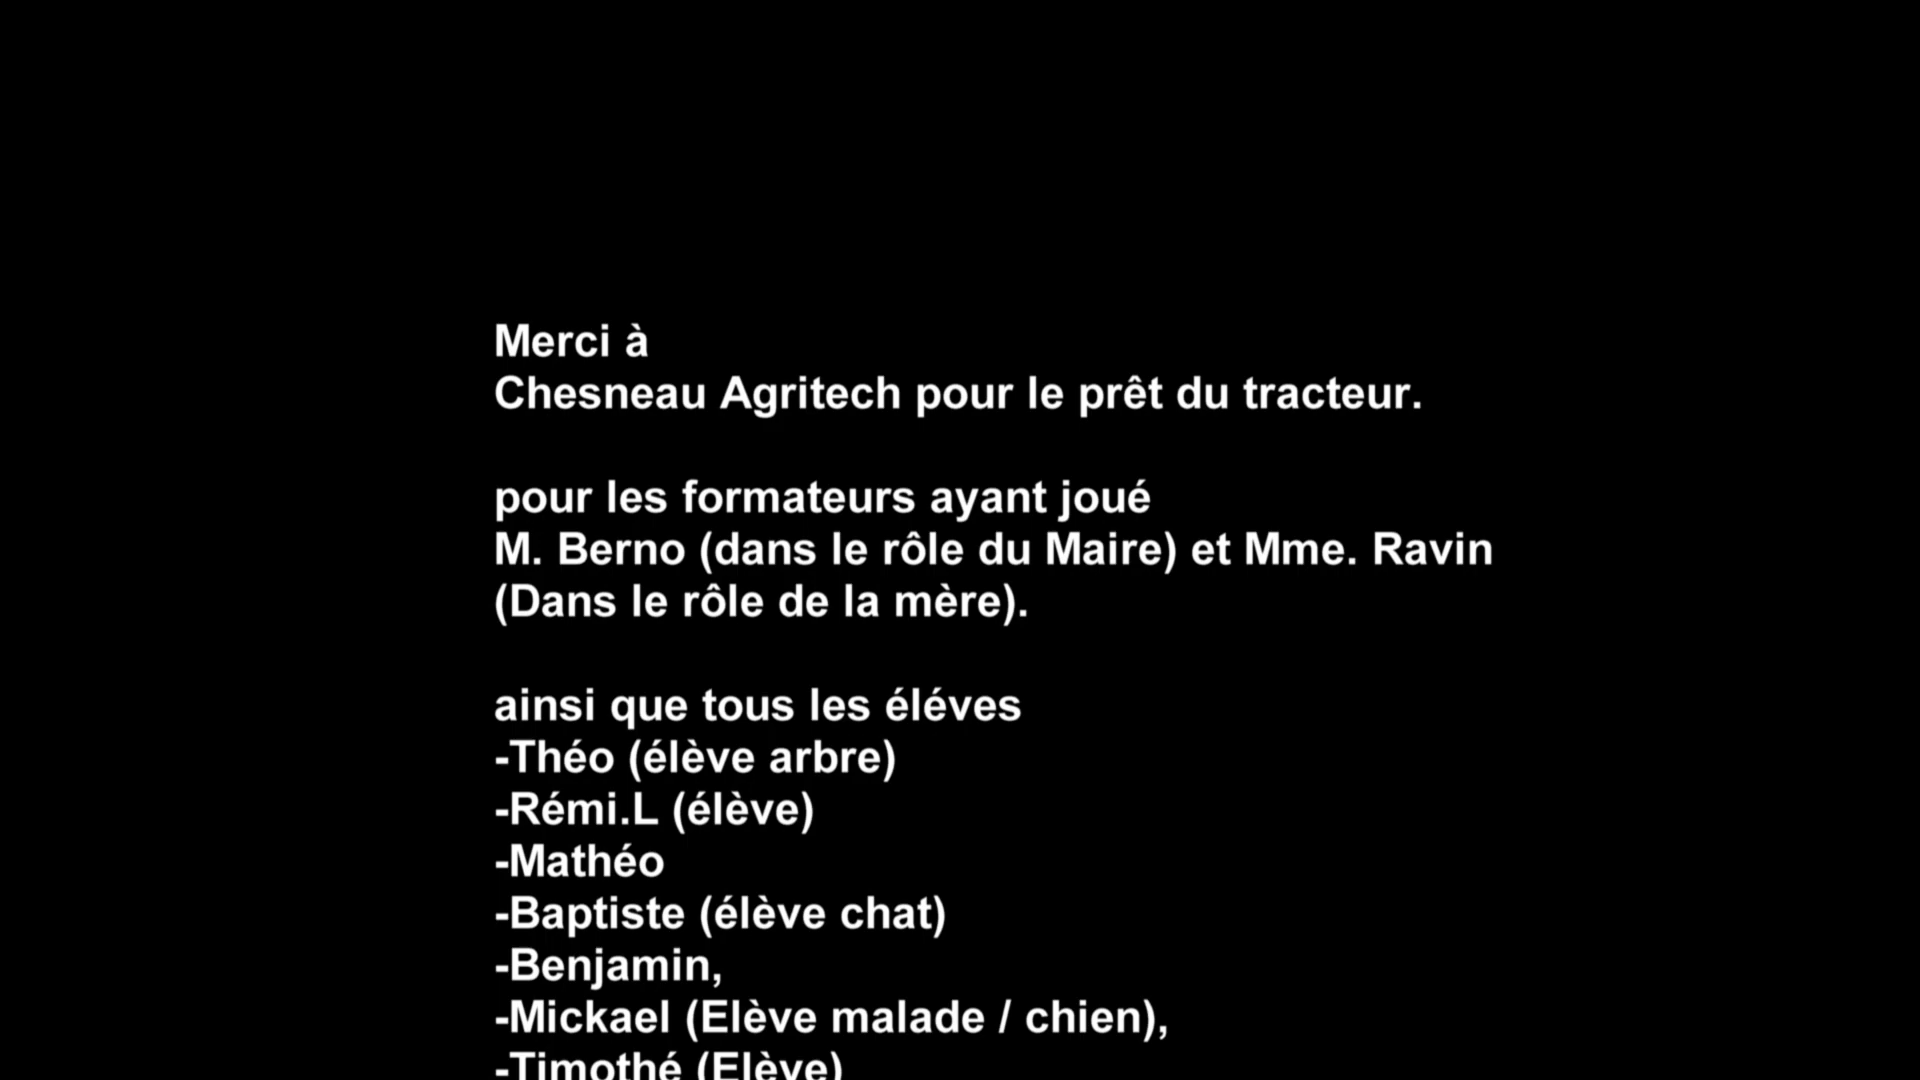 Merci à
Chesneau Agritech pour le prêt du tracteur.
pour les formateurs ayant joué
M. Berno (dans le rôle du Maire) et Mme. Ravin
(Dans le rôle de la mère).
ainsi que tous les éléves
-Théo (élève arbre)
-Rémi.L (élève)
-Mathéo
-Baptiste (élève chat)
-Benjamin,
-Mickael (Elève malade / chien),
-Timothé (Elève)